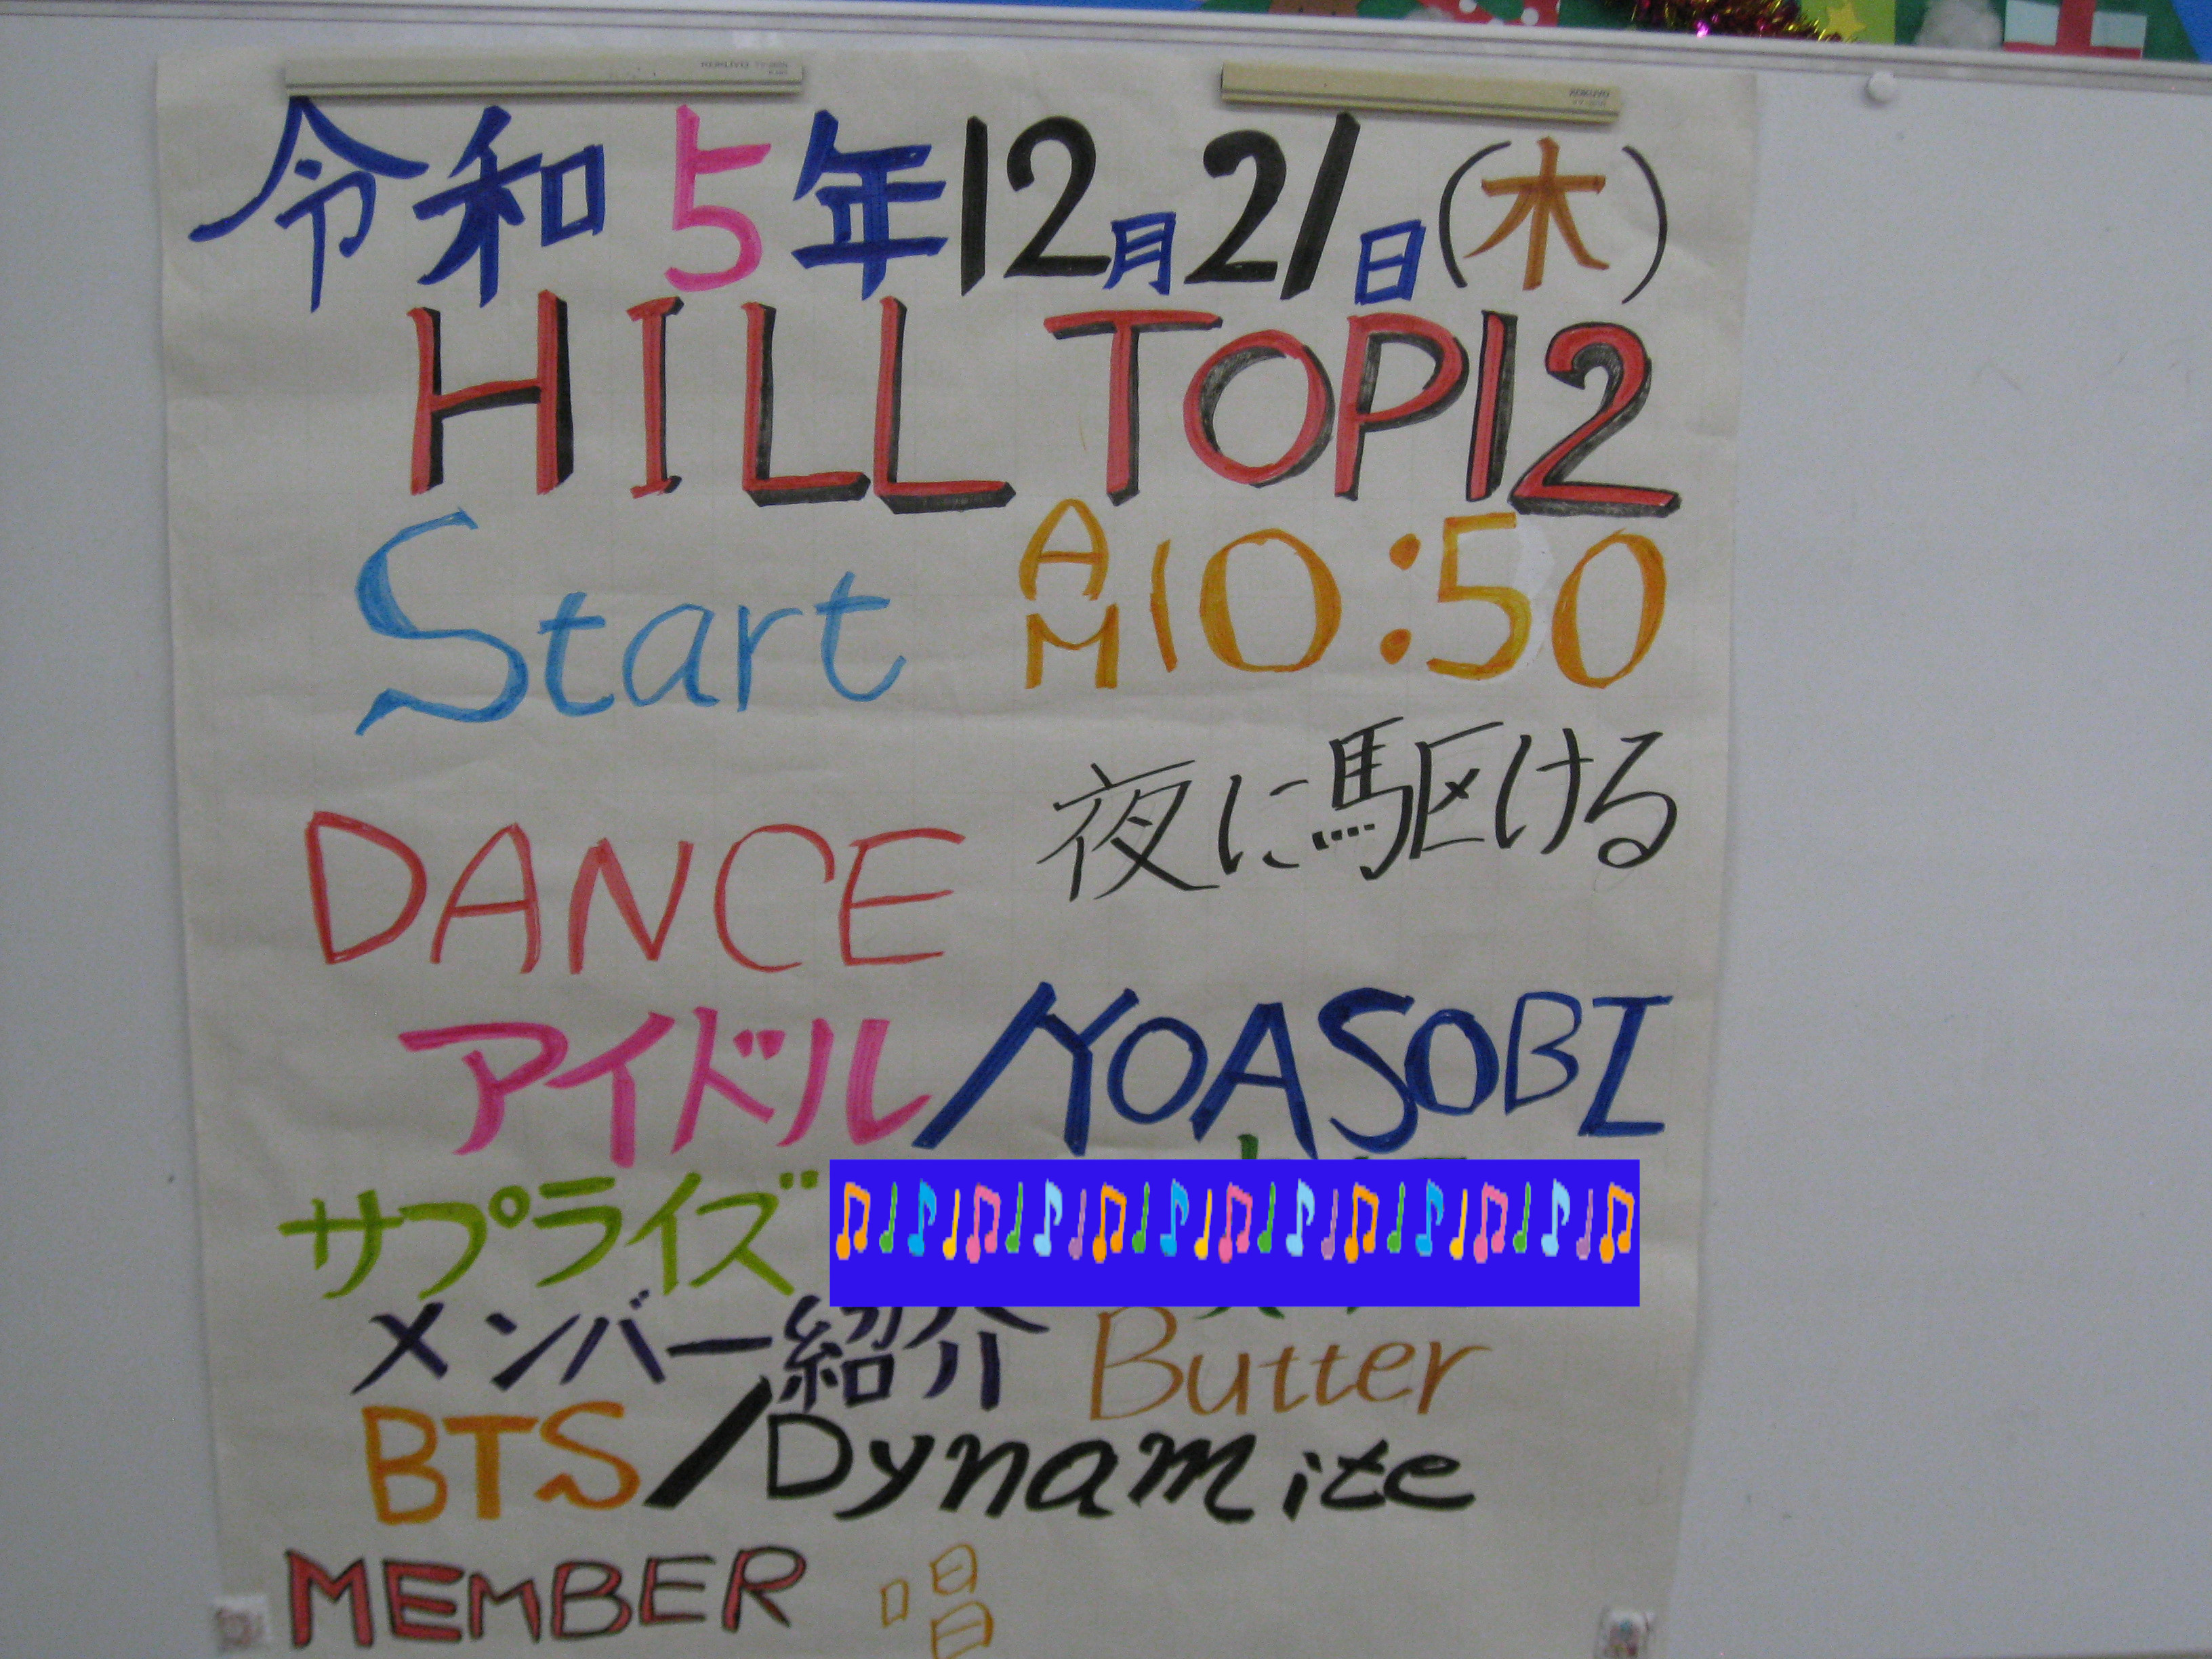 令和5年12月21日(木)
HILL TOP12
Start AM10:50
夜に駆ける
DANCE
アイドル/YOASOBI
サプライズ
メンバー紹介 Butter
BTS/Dynamite
MEMBER 唱